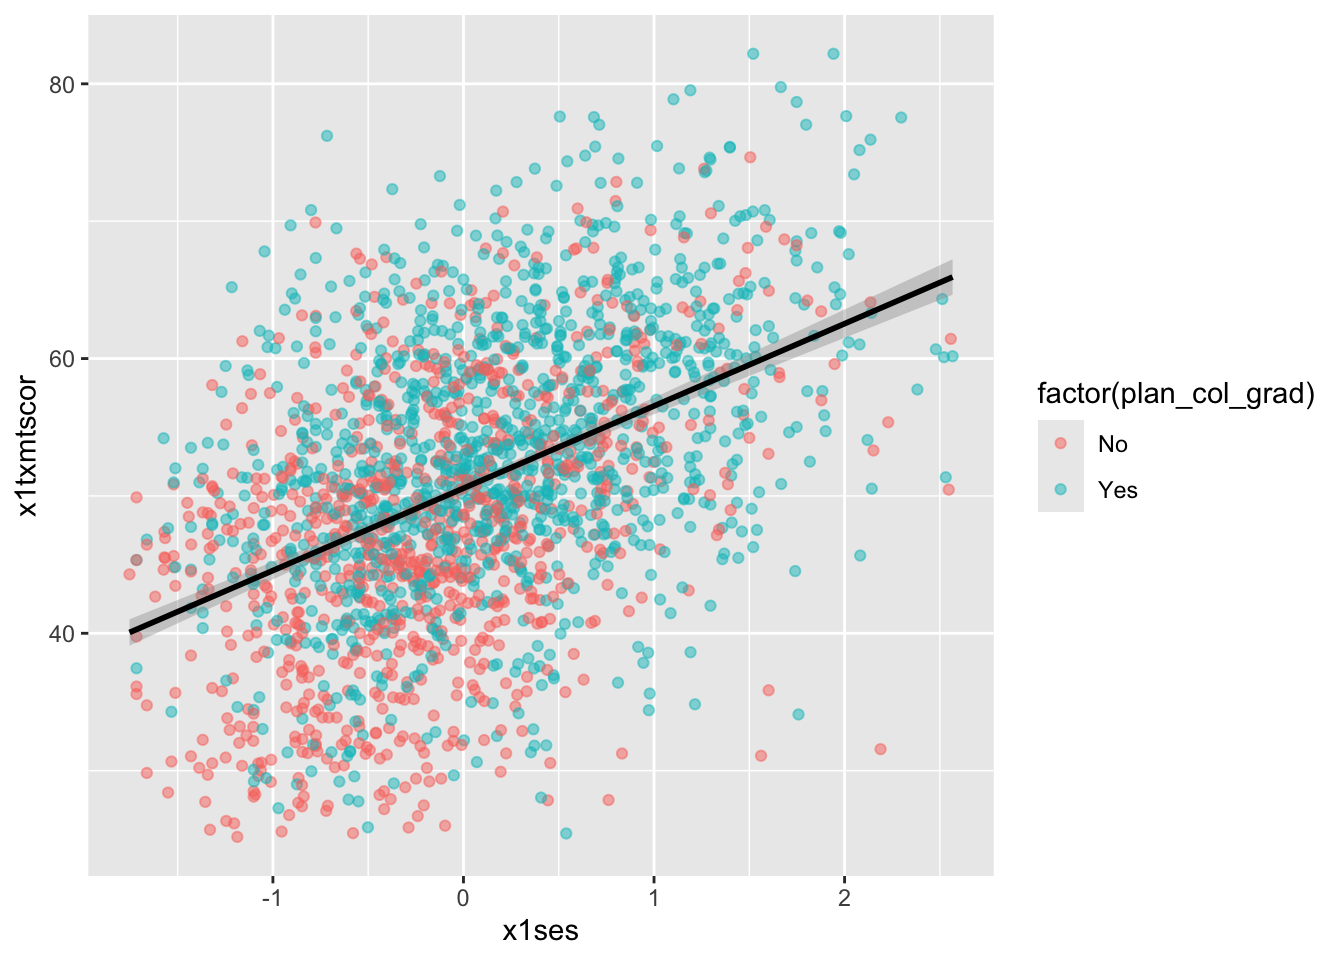 80
60
40
x1txmtscor
-1
0
1
2
x1ses
factor(plan_col_grad)
No
Yes